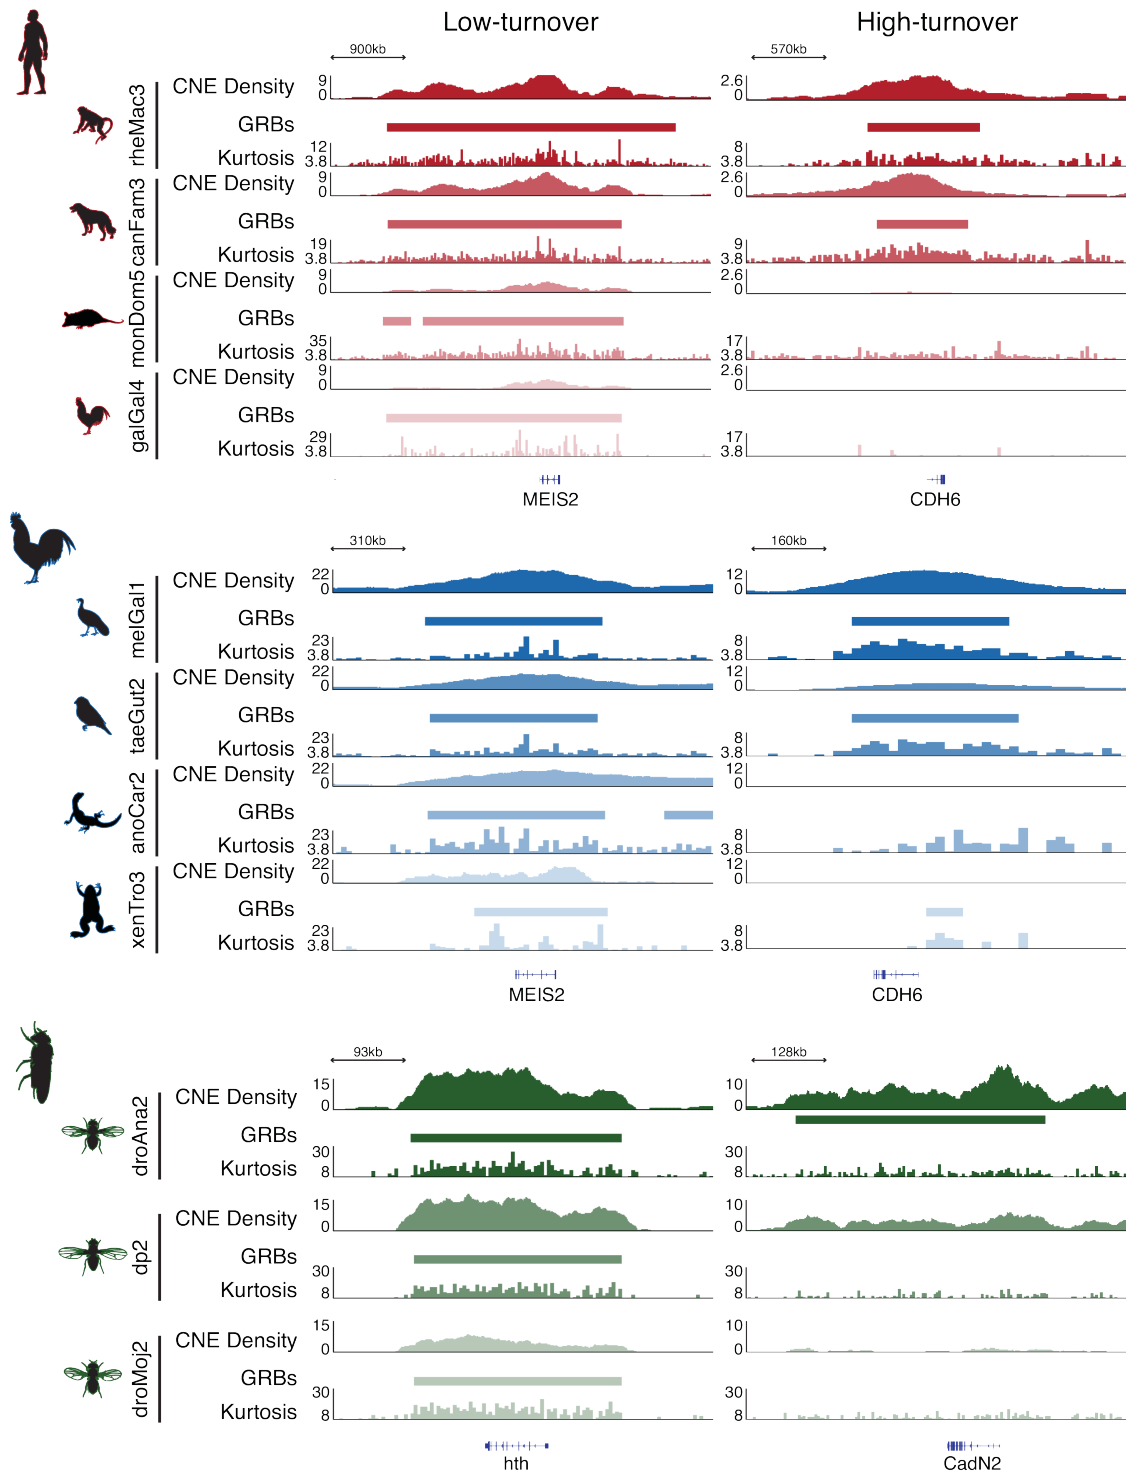 Low-turnover High-turnover
900kb 570kb
rheMac3
CNE Density 9 0 2.6 0
GRBs
Kurtosis 12 3.8 8 3.8
canFam3
CNE Density 9 0 2.6 0
GRBs
Kurtosis 19 3.8 9 3.8
monDom5
CNE Density 9 0 2.6 0
GRBs
Kurtosis 35 3.8 17 3.8
galGal4
CNE Density 9 0 2.6 0
GRBs
Kurtosis 29 3.8 17 3.8
MEIS2 CDH6
310kb 160kb
melGal1
CNE Density 22 0 12 0
GRBs
Kurtosis 23 3.8 8 3.8
taeGut2
CNE Density 22 0 12 0
GRBs
Kurtosis 23 3.8 8 3.8
anoCar2
CNE Density 22 0 12 0
GRBs
Kurtosis 23 3.8 8 3.8
xenTro3
CNE Density 22 0 12 0
GRBs
Kurtosis 23 3.8 8 3.8
MEIS2 CDH6
93kb 128kb
droAna2
CNE Density 15 0 10 0
GRBs
Kurtosis 30 8 30 8
dp2
CNE Density 15 0 10 0
GRBs
Kurtosis 30 8 30 8
droMoj2
CNE Density 15 0 10 0
GRBs
Kurtosis 30 8 30 8
hth CadN2